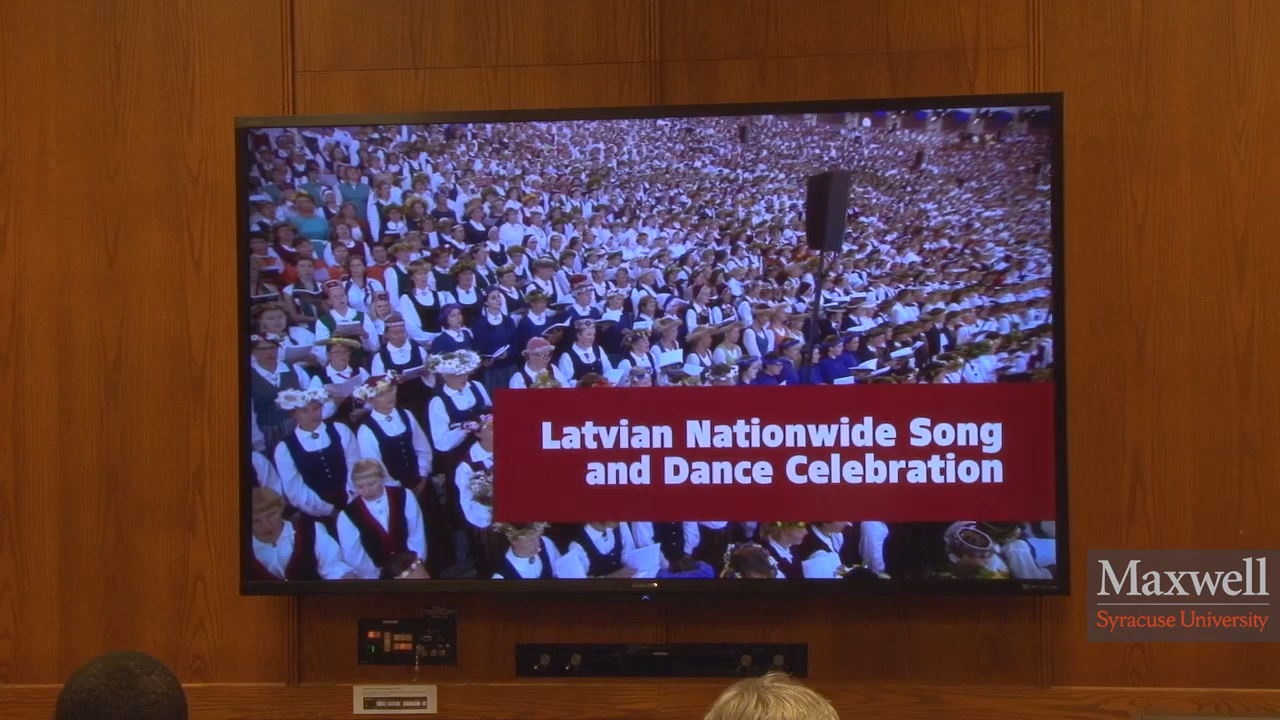 Latvian Nationwide Song
and Dance Celebration
Maxwell
Syracuse University